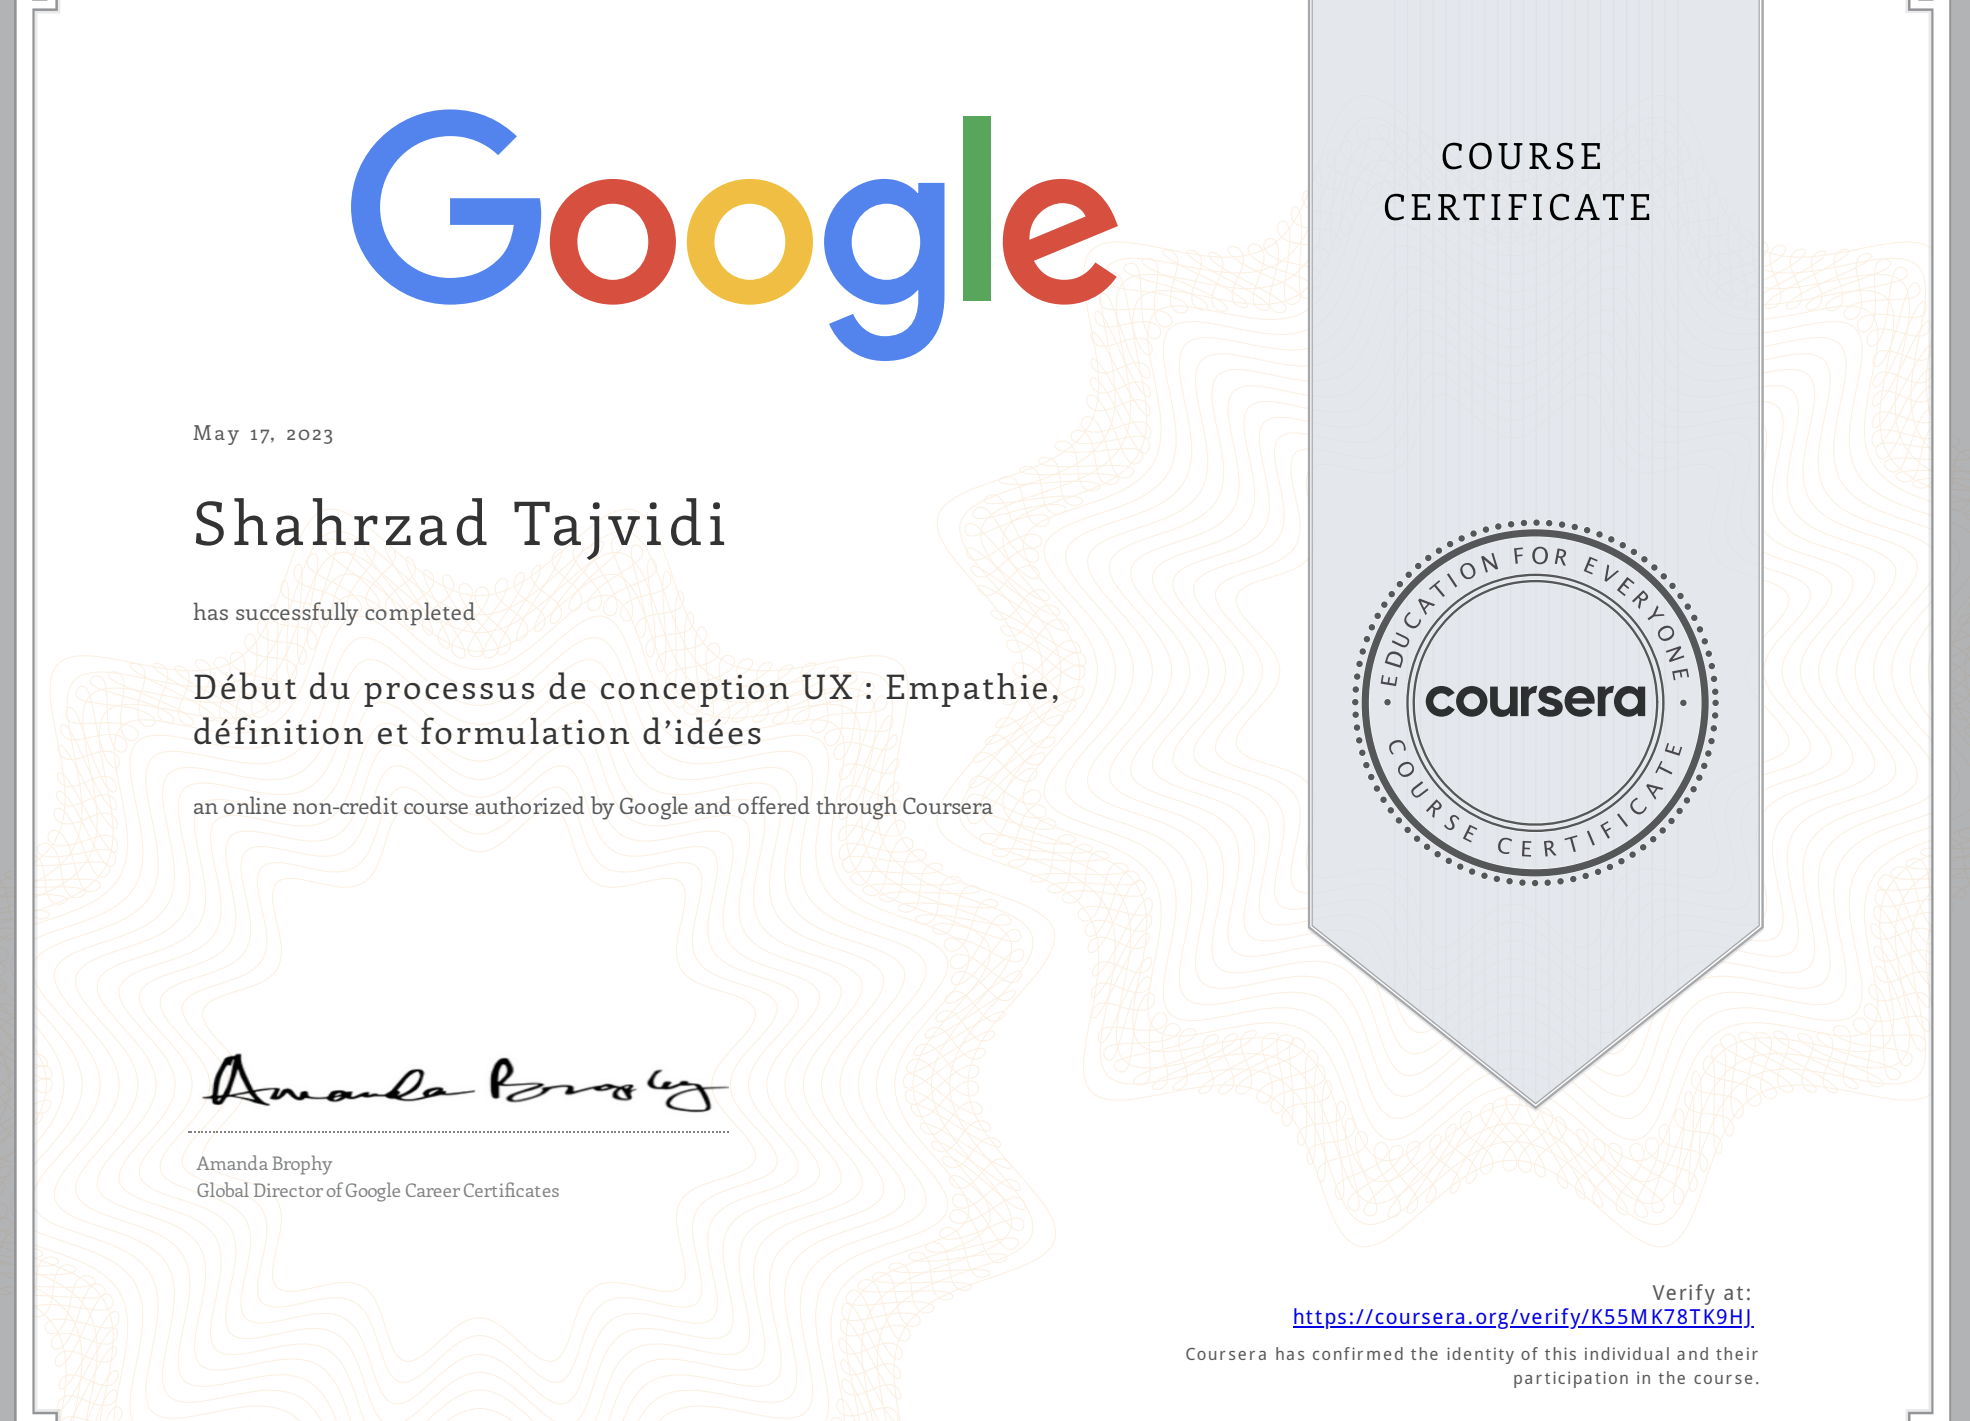 Google
COURSE
CERTIFICATE
May 17, 2023
Shahrzad Tajvidi
has successfully completed
Début du processus de conception UX : Empathie,
définition et formulation d’idées
an online non-credit course authorized by Google and offered through Coursera
EDUCATION FOR EVERYONE
coursera
COURSE CERTIFICATE
Amanda Brophy
Amanda Brophy
Global Director of Google Career Certificates
Verify at:
https://coursera.org/verify/K55MK78TK9HJ
Coursera has confirmed the identity of this individual and their
participation in the course.